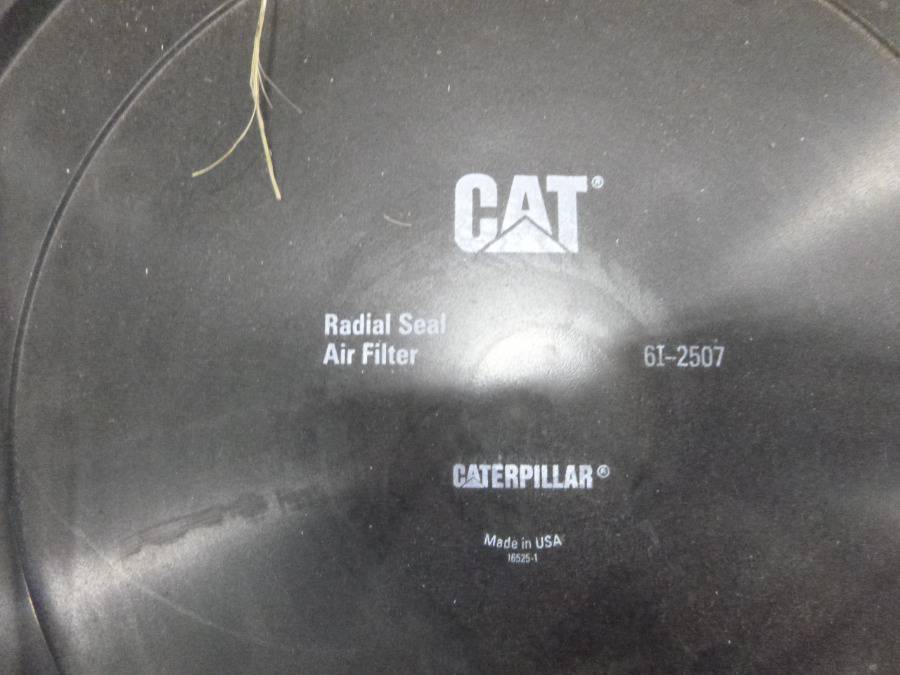 CAT®
Radial Seal
Air Filter
6I-2507
CATERPILLAR®
Made in USA
16525-1